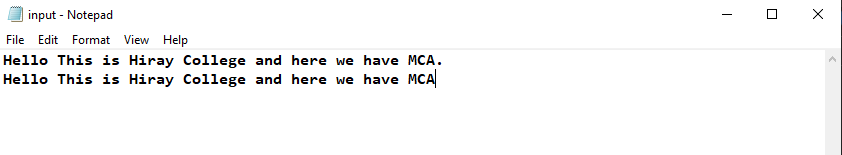 input - Notepad
File Edit Format View Help
Hello This is Hiray College and here we have MCA.
Hello This is Hiray College and here we have MCA